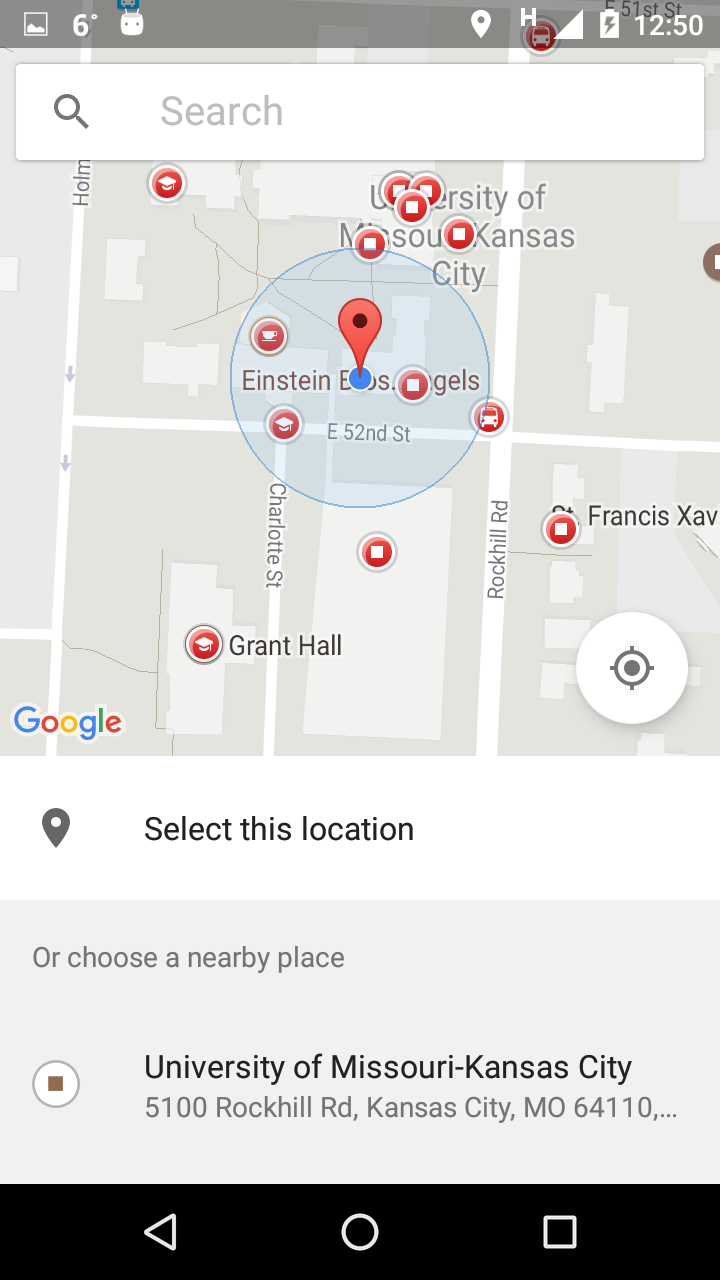 6°
H
12:50
E 51st St
Search
Holm
University of
Missouri-Kansas
City
Einstein Bros. Bagels
E 52nd St
Charlotte St
Rockhill Rd
St. Francis Xav
Grant Hall
Google
Select this location
Or choose a nearby place
University of Missouri-Kansas City
5100 Rockhill Rd, Kansas City, MO 64110,...